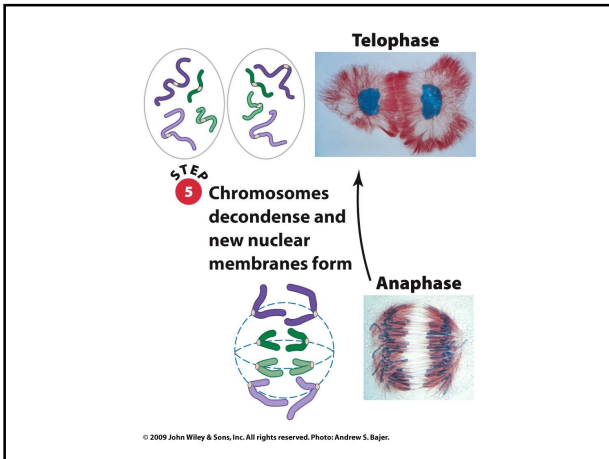 Telophase
STEP
5
Chromosomes
decondense and
new nuclear
membranes form
Anaphase
© 2009 John Wiley & Sons, Inc. All rights reserved. Photo: Andrew S. Bajer.